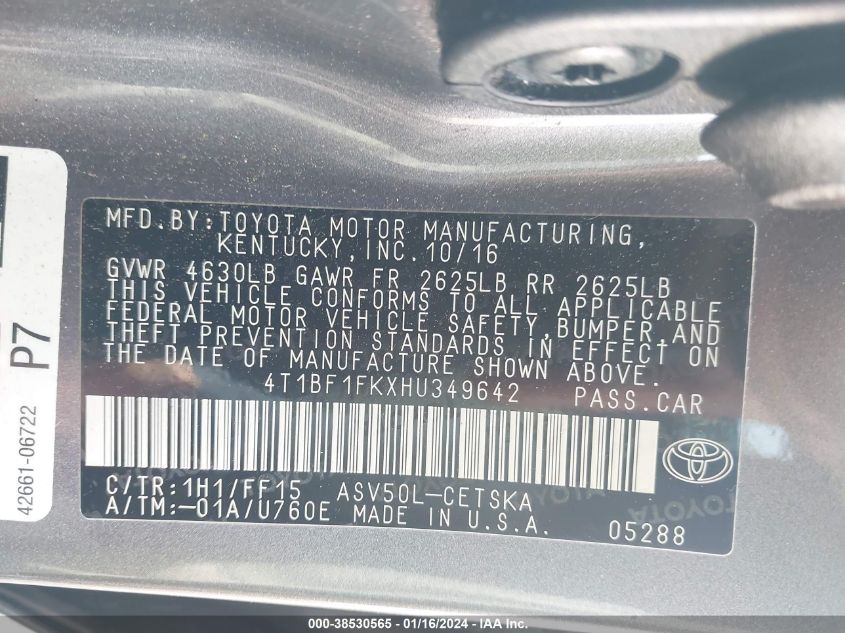 MFD.BY:TOYOTA MOTOR MANUFACTURING,
KENTUCKY,INC.10/16
GVWR 4630LB GAWR FR 2625LB RR 2625LB
THIS VEHICLE CONFORMS TO ALL APPLICABLE
FEDERAL MOTOR VEHICLE SAFETY,BUMPER,AND
THEFT PREVENTION STANDARDS IN EFFECT ON
THE DATE OF MANUFACTURE SHOWN ABOVE.
4T1BF1FKXHU349642 PASS.CAR
C/TR:1H1/FF15 ASV50L-CETSKA
A/TM:-01A/U760E MADE IN U.S.A. 05288
42661-06722 P7
000-38530565 - 01/16/2024 - IAA Inc.